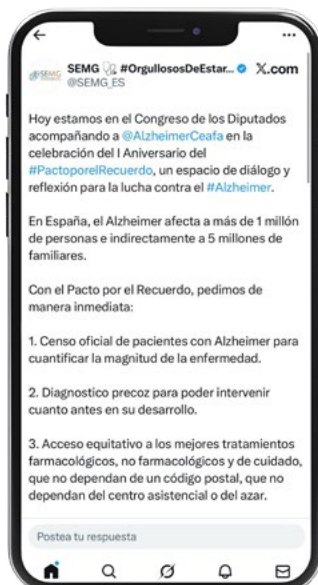 SEMG #OrgullososDeEstar... X.com
@SEMG_ES
Hoy estamos en el Congreso de los Diputados
acompañando a @AlzheimerCeafa en la
celebración del I Aniversario del
#PactoporelRecuerdo, un espacio de diálogo y
reflexión para la lucha contra el #Alzheimer.
En España, el Alzheimer afecta a más de 1 millón
de personas e indirectamente a 5 millones de
familiares.
Con el Pacto por el Recuerdo, pedimos de
manera inmediata:
1. Censo oficial de pacientes con Alzheimer para
cuantificar la magnitud de la enfermedad.
2. Diagnostico precoz para poder intervenir
cuanto antes en su desarrollo.
3. Acceso equitativo a los mejores tratamientos
farmacológicos, no farmacológicos y de cuidado,
que no dependan de un código postal, que no
dependan del centro asistencial o del azar.
Postea tu respuesta